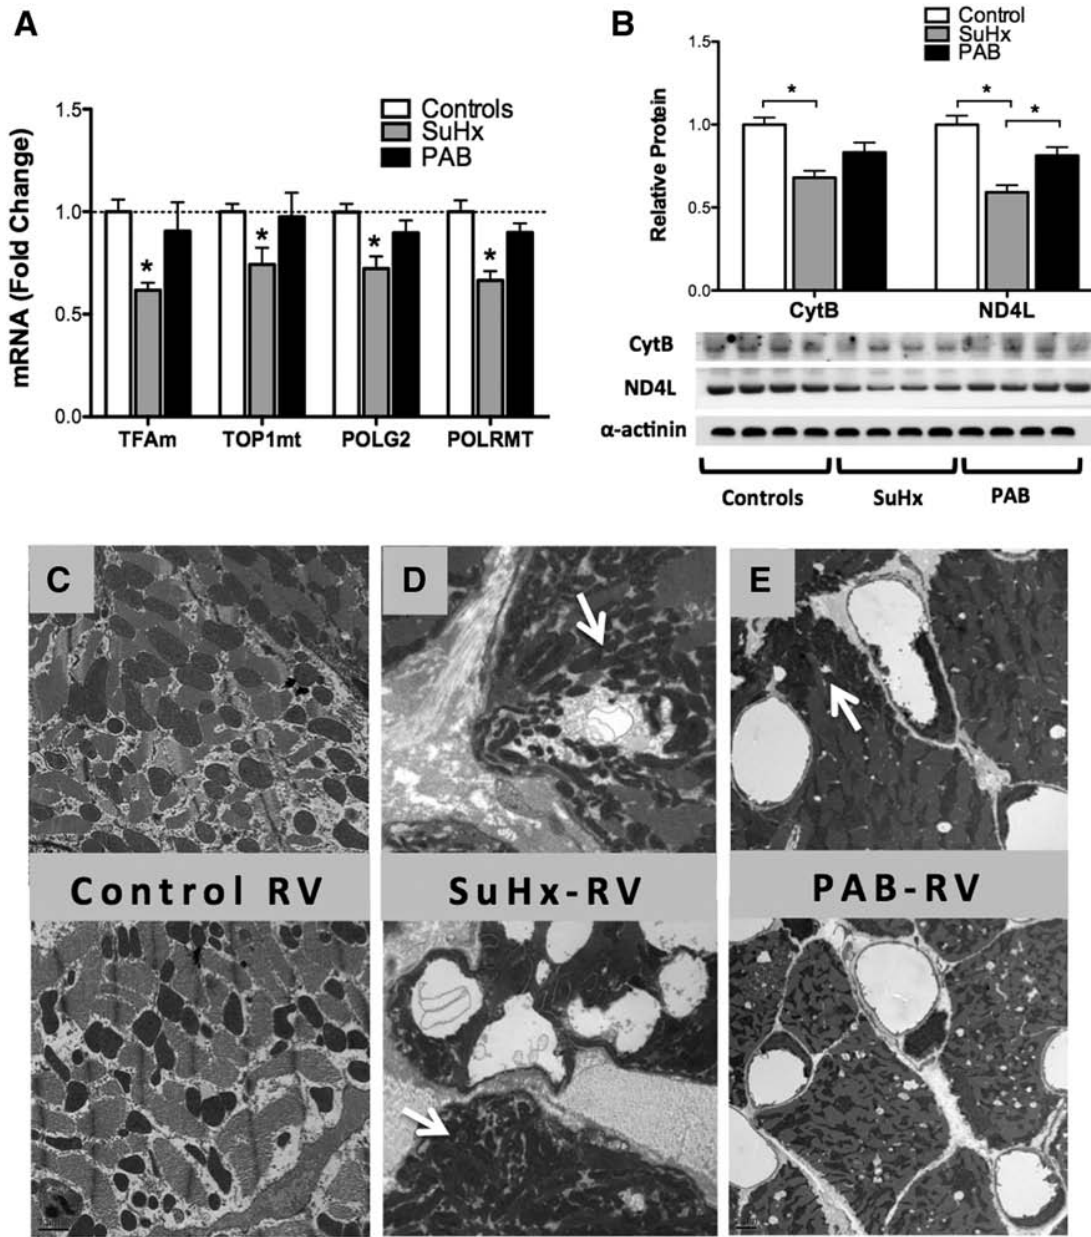 A
Controls
SuHx
PAB
mRNA (Fold Change)
1.5
1.0
0.5
0.0
* * * *
TFAm TOP1mt POLG2 POLRMT
B
Control
SuHx
PAB
Relative Protein
1.5
1.0
0.5
0.0
* * *
CytB ND4L
CytB
ND4L
α-actinin
Controls SuHx PAB
C D E
Control RV SuHx-RV PAB-RV